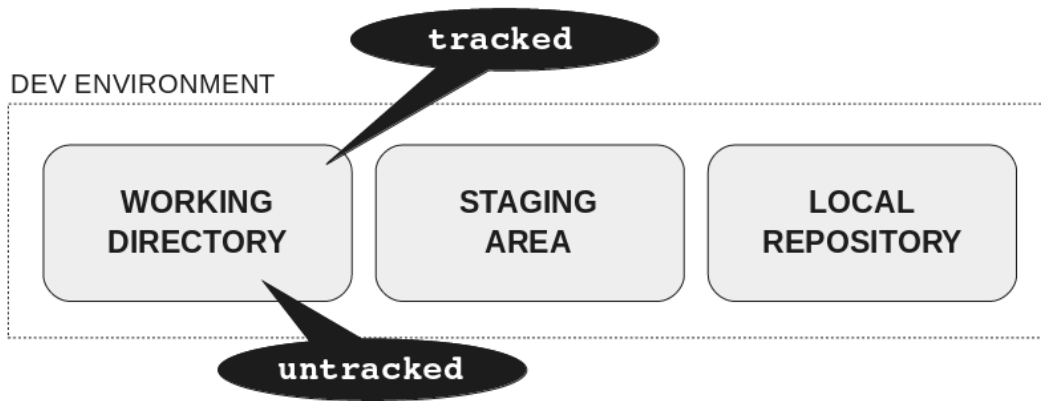 tracked
DEV ENVIRONMENT
WORKING
DIRECTORY
STAGING
AREA
LOCAL
REPOSITORY
untracked